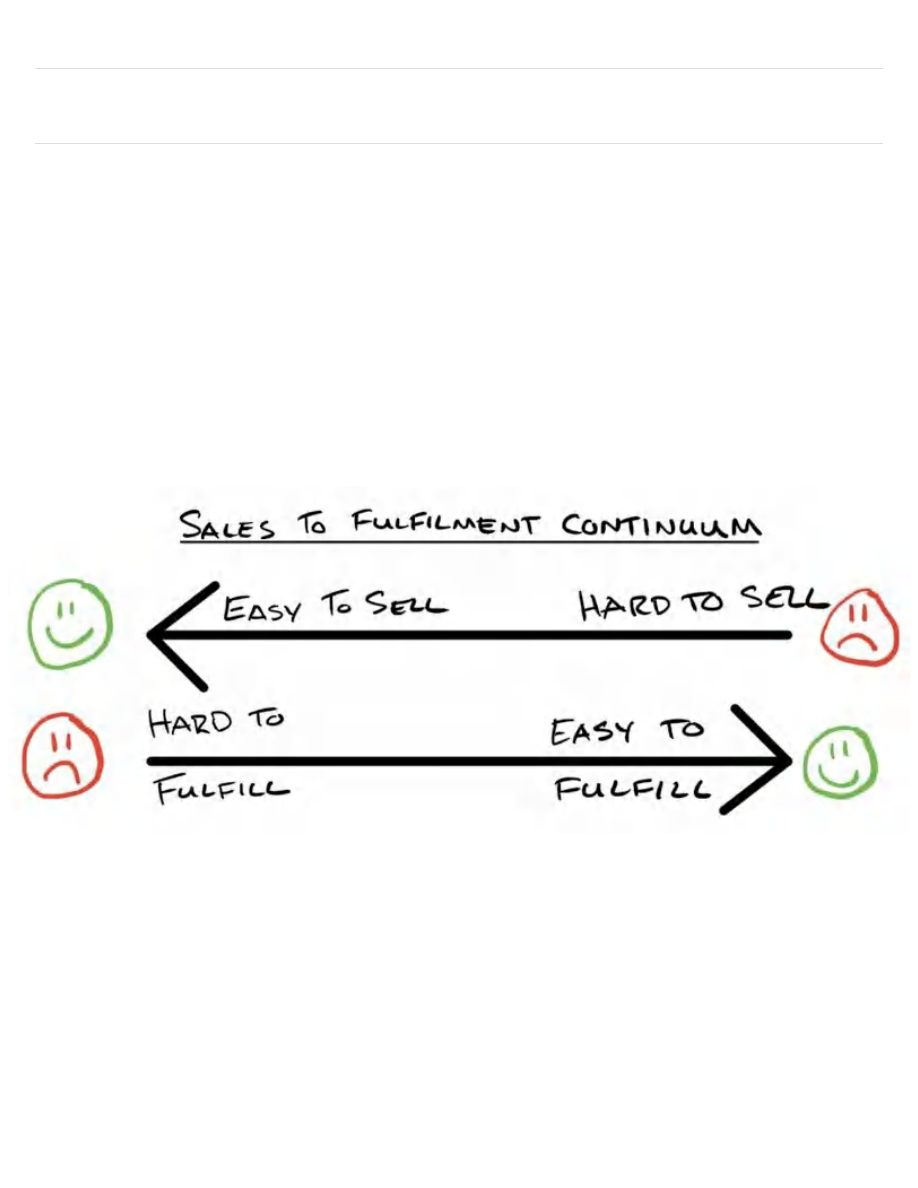 SALES TO FULFILMENT CONTINUUM
EASY TO SELL HARD TO SELL
HARD TO EASY TO
FULFILL FULFILL